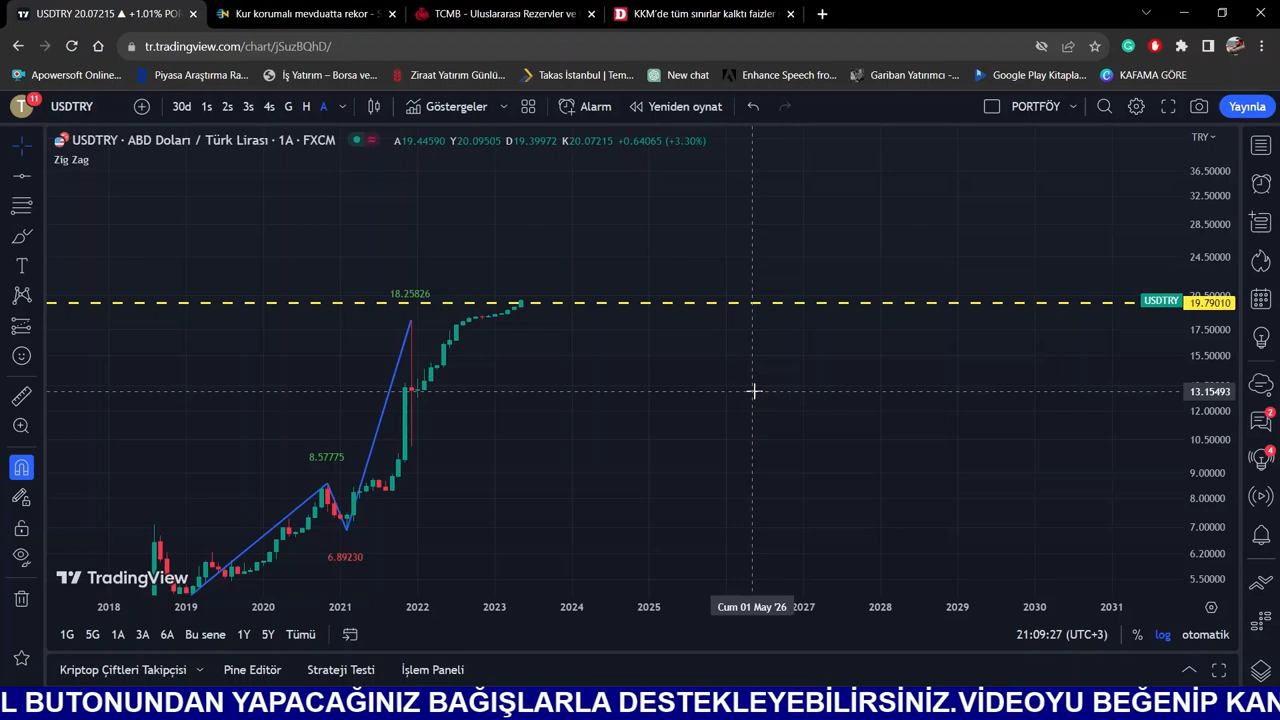 USDTRY 20.07215 ▲ +1.01% POR
Kur korumalı mevduatta rekor - S
TCMB - Uluslararası Rezervler ve
KKM'de tüm sınırlar kalktı faizler
tr.tradingview.com/chart/jSuzBQhD/
Apowersoft Online...
Piyasa Araştırma Ra...
İş Yatırım – Borsa ve...
Ziraat Yatırım Günlü...
Takas İstanbul | Tem...
New chat
Enhance Speech fro...
Gariban Yatırımcı -...
Google Play Kitapla...
KAFAMA GÖRE
T 11 USDTRY 30d 1s 2s 3s 4s G H A Göstergeler Alarm Yeniden oynat PORTFÖY Yayınla
USDTRY · ABD Doları / Türk Lirası · 1A · FXCM A19.44590 Y20.09505 D19.39972 K20.07215 +0.64065 (+3.30%)
TRY
Zig Zag
36.50000
32.50000
28.50000
24.50000
20.50000
18.25826
USDTRY 19.79010
17.50000
15.50000
13.15493
12.00000
10.50000
8.57775
9.00000
8.00000
7.00000
6.89230
6.20000
5.50000
2
4
TradingView
2018 2019 2020 2021 2022 2023 2024 2025 Cum 01 May '26 2027 2028 2029 2030 2031
1G 5G 1A 3A 6A Bu sene 1Y 5Y Tümü 21:09:27 (UTC+3) % log otomatik
Kriptop Çiftleri Takipçisi Pine Editör Strateji Testi İşlem Paneli
L BUTONUNDAN YAPACAĞINIZ BAĞIŞLARLA DESTEKLEYEBİLİRSİNİZ.VİDEOYU BEĞENİP KAN